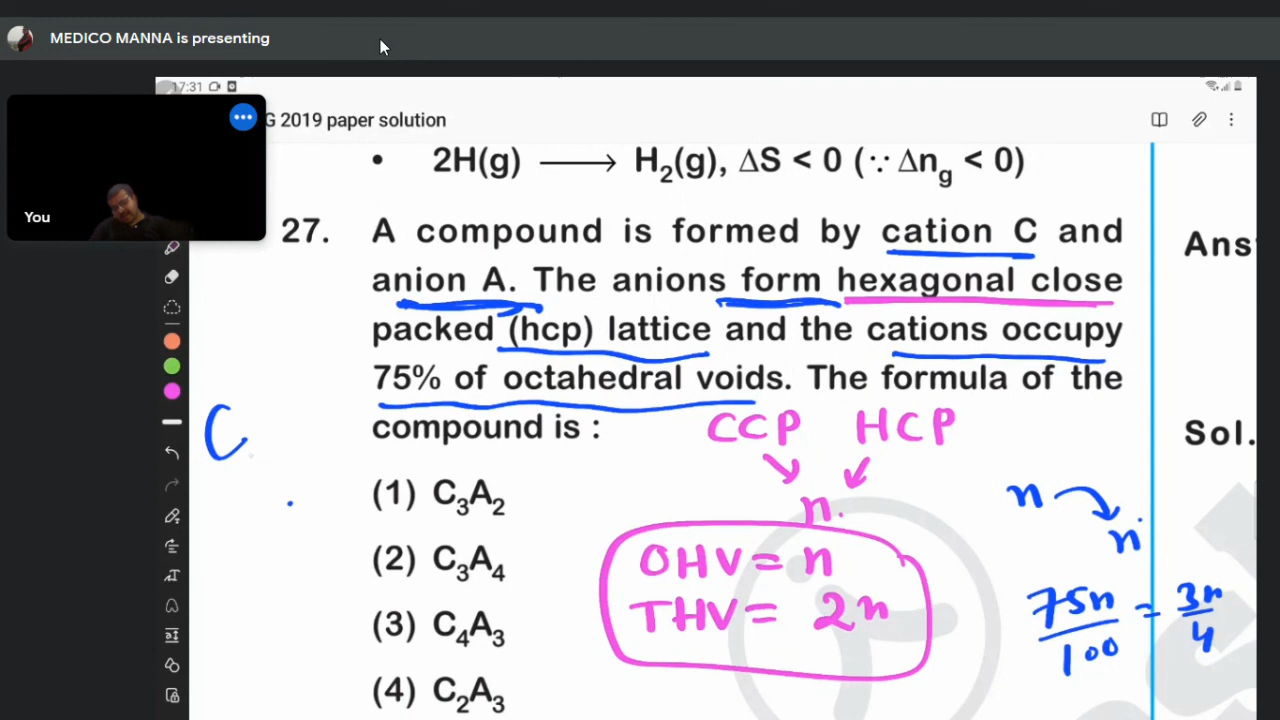 MEDICO MANNA is presenting
17:31
G 2019 paper solution
You
• 2H(g) ⟶ H₂(g), ΔS < 0 (∵ Δn_g < 0)
27. A compound is formed by cation C and
anion A. The anions form hexagonal close
packed (hcp) lattice and the cations occupy
75% of octahedral voids. The formula of the
compound is :
CCP HCP
n
C
(1) C₃A₂
(2) C₃A₄
(3) C₄A₃
(4) C₂A₃
OHV = n
THV = 2n
n n
75n/100 = 3n/4
Ans
Sol.